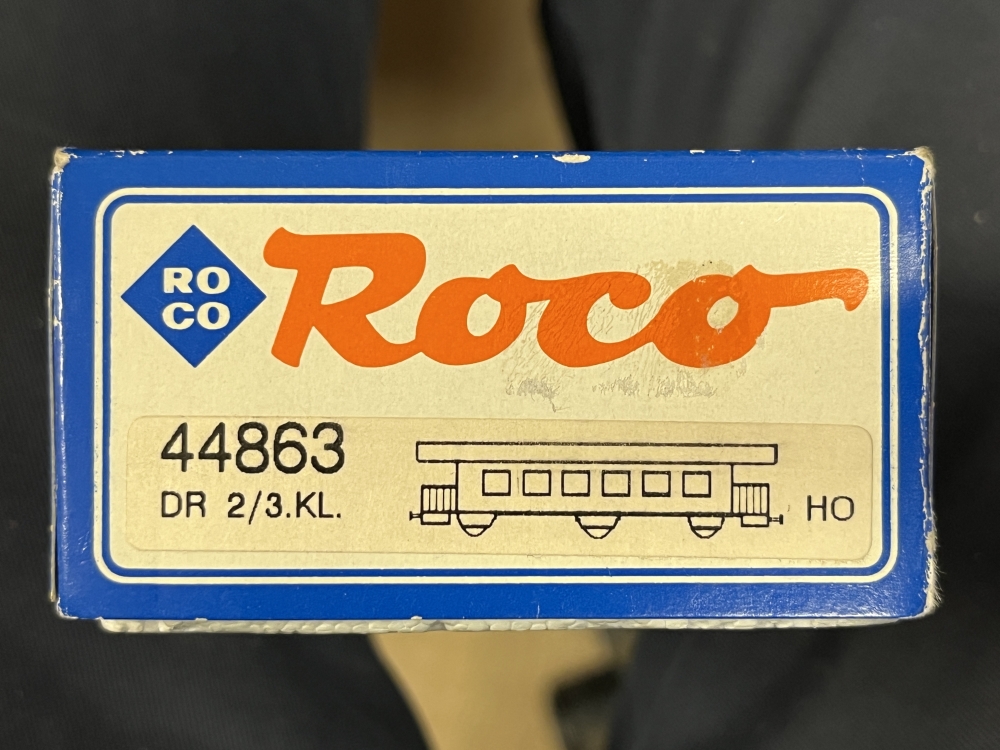 RO
CO
Roco
44863
DR 2/3.KL.
HO